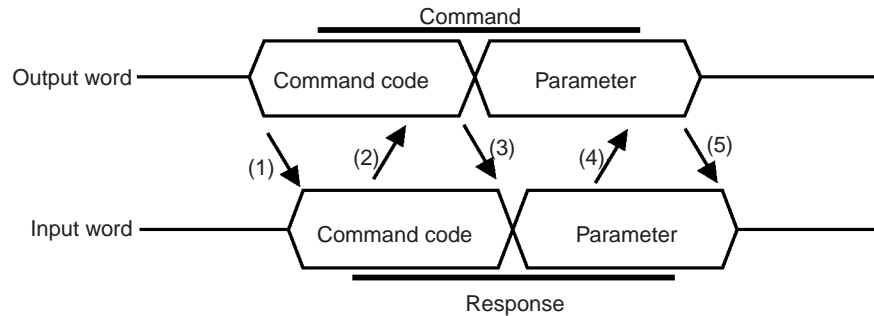 Command
Output word
Command code
Parameter
(1)
(2)
(3)
(4)
(5)
Input word
Command code
Parameter
Response